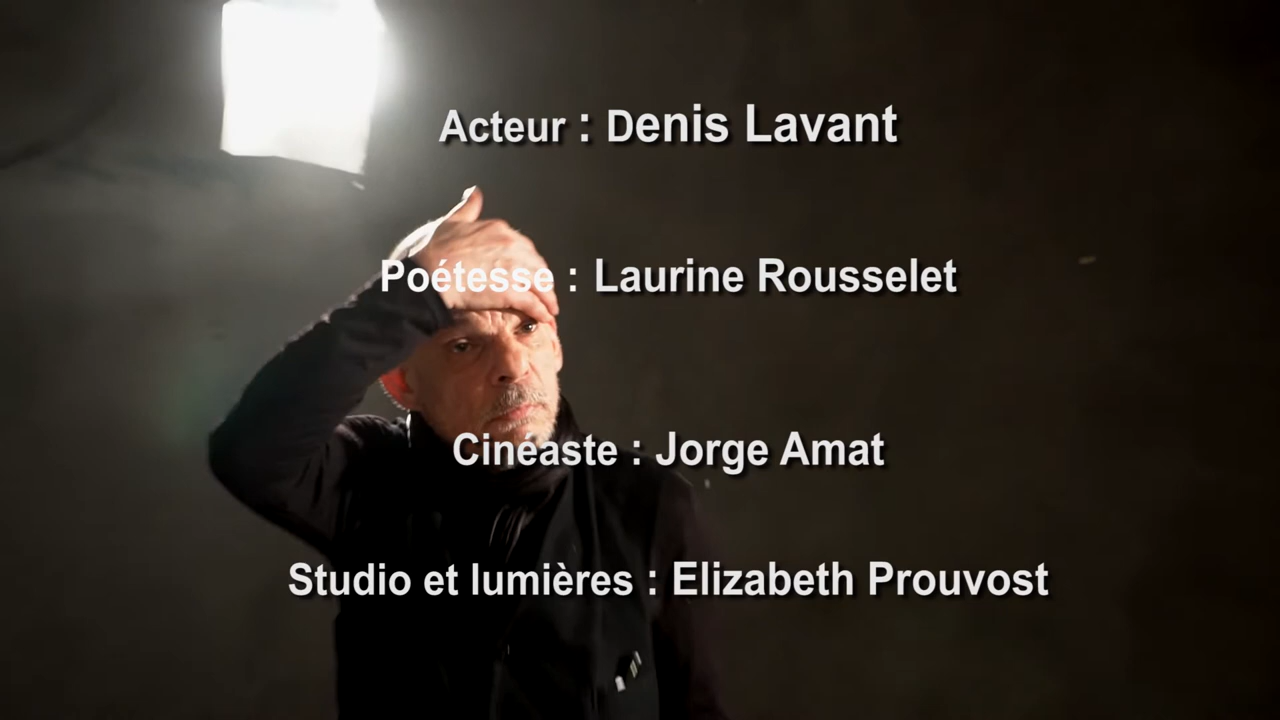 Acteur : Denis Lavant
Poétesse : Laurine Rousselet
Cinéaste : Jorge Amat
Studio et lumières : Elizabeth Prouvost